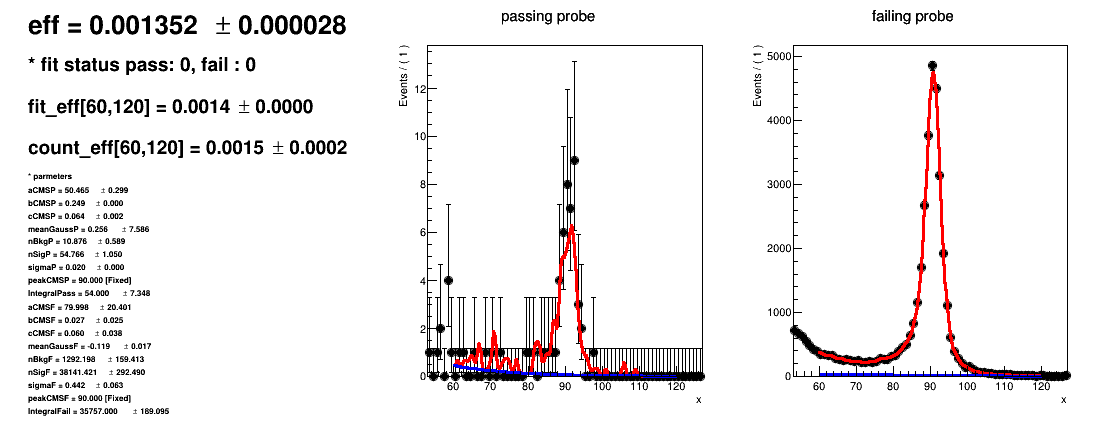 eff = 0.001352 ± 0.000028
* fit status pass: 0, fail : 0
fit_eff[60,120] = 0.0014 ± 0.0000
count_eff[60,120] = 0.0015 ± 0.0002
* parmeters
aCMSP = 50.465 ± 0.299
bCMSP = 0.249 ± 0.000
cCMSP = 0.064 ± 0.002
meanGaussP = 0.256 ± 7.586
nBkgP = 10.876 ± 0.589
nSigP = 54.766 ± 1.050
sigmaP = 0.020 ± 0.000
peakCMSP = 90.000 [Fixed]
IntegralPass = 54.000 ± 7.348
aCMSF = 79.998 ± 20.401
bCMSF = 0.027 ± 0.025
cCMSF = 0.060 ± 0.038
meanGaussF = -0.119 ± 0.017
nBkgF = 1292.198 ± 159.413
nSigF = 38141.421 ± 292.490
sigmaF = 0.442 ± 0.063
peakCMSF = 90.000 [Fixed]
IntegralFail = 35757.000 ± 189.095
passing probe
Events / ( 1 )
12
10
8
6
4
2
0
60 70 80 90 100 110 120
x
failing probe
Events / ( 1 )
5000
4000
3000
2000
1000
0
60 70 80 90 100 110 120
x